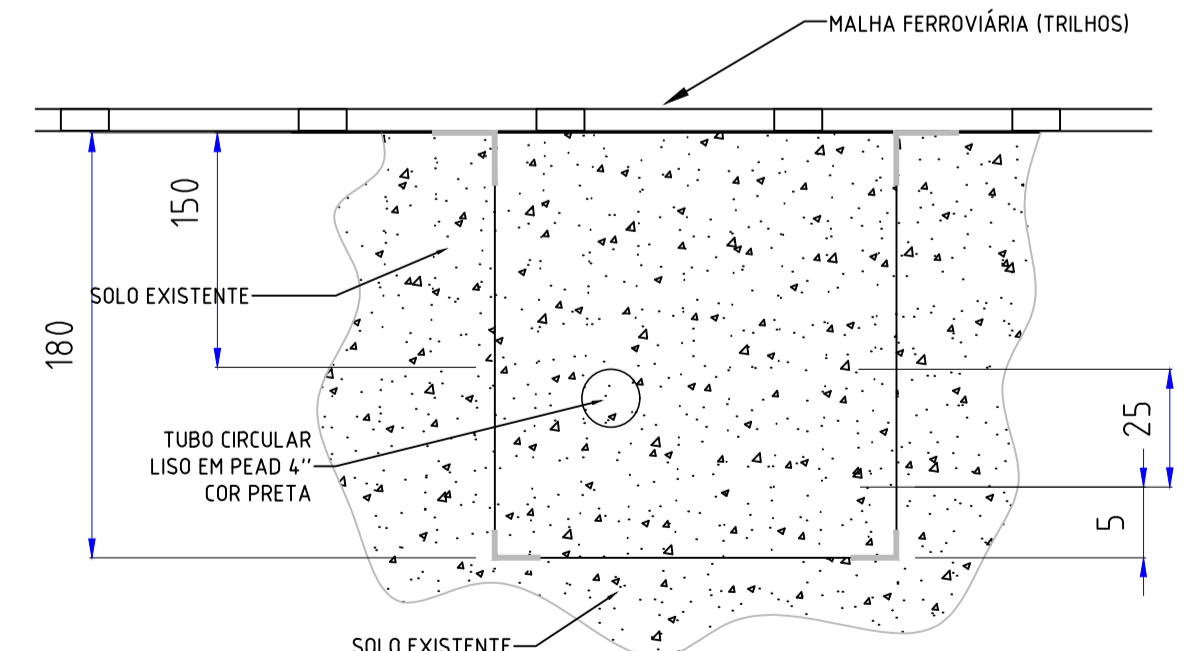 MALHA FERROVIÁRIA (TRILHOS)
150
SOLO EXISTENTE
180
25
TUBO CIRCULAR
LISO EM PEAD 4''
COR PRETA
5
SOLO EXISTENTE